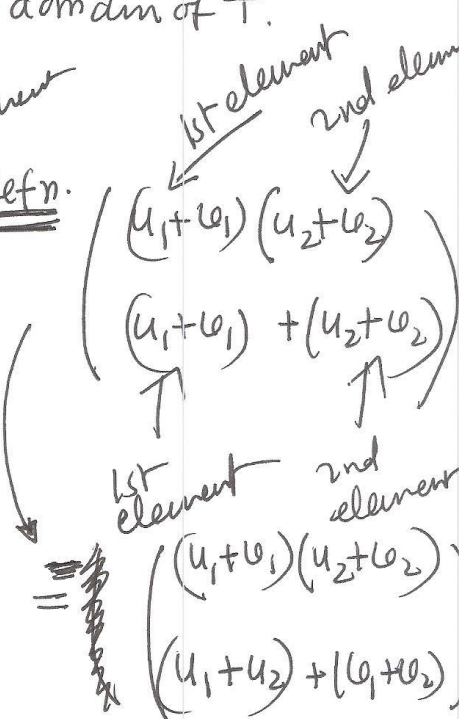 domain of T.
1st element
2nd elem
ment
efn.
(u₁+ω₁)(u₂+ω₂)
(u₁+ω₁) +(u₂+ω₂)
1st element
2nd element
= (u₁+ω₁)(u₂+ω₂)
(u₁+u₂) +(ω₁+ω₂)